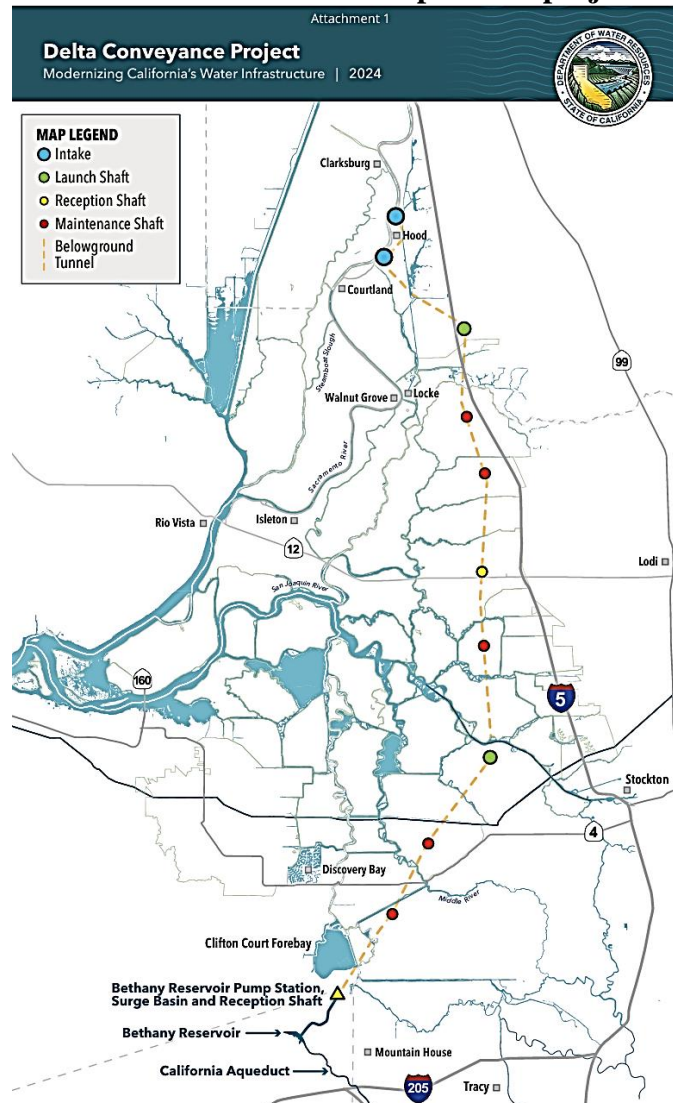 Attachment 1
Delta Conveyance Project
Modernizing California's Water Infrastructure | 2024
DEPARTMENT OF WATER RESOURCES
STATE OF CALIFORNIA
MAP LEGEND
Intake
Launch Shaft
Reception Shaft
Maintenance Shaft
Belowground
Tunnel
Clarksburg
Hood
Courtland
Steamboat Slough
99
Walnut Grove
Locke
Sacramento River
Rio Vista
Isleton
12
Lodi
San Joaquin River
160
5
Stockton
4
Discovery Bay
Middle River
Clifton Court Forebay
Bethany Reservoir Pump Station,
Surge Basin and Reception Shaft
Bethany Reservoir
Mountain House
California Aqueduct
205
Tracy